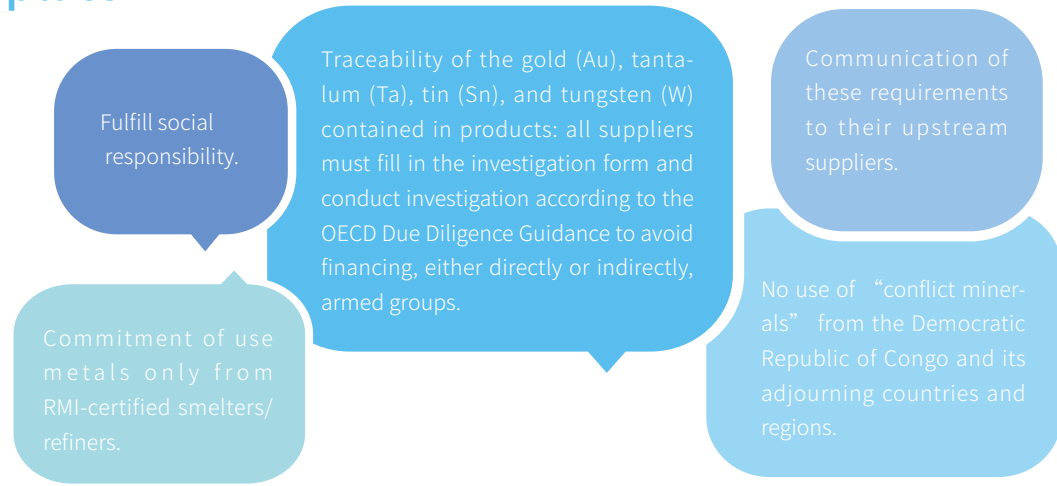 Fulfill social
responsibility.
Traceability of the gold (Au), tanta-
lum (Ta), tin (Sn), and tungsten (W)
contained in products: all suppliers
must fill in the investigation form and
conduct investigation according to the
OECD Due Diligence Guidance to avoid
financing, either directly or indirectly,
armed groups.
Communication of
these requirements
to their upstream
suppliers.
Commitment of use
metals only from
RMI-certified smelters/
refiners.
No use of “conflict miner-
als” from the Democratic
Republic of Congo and its
adjourning countries and
regions.